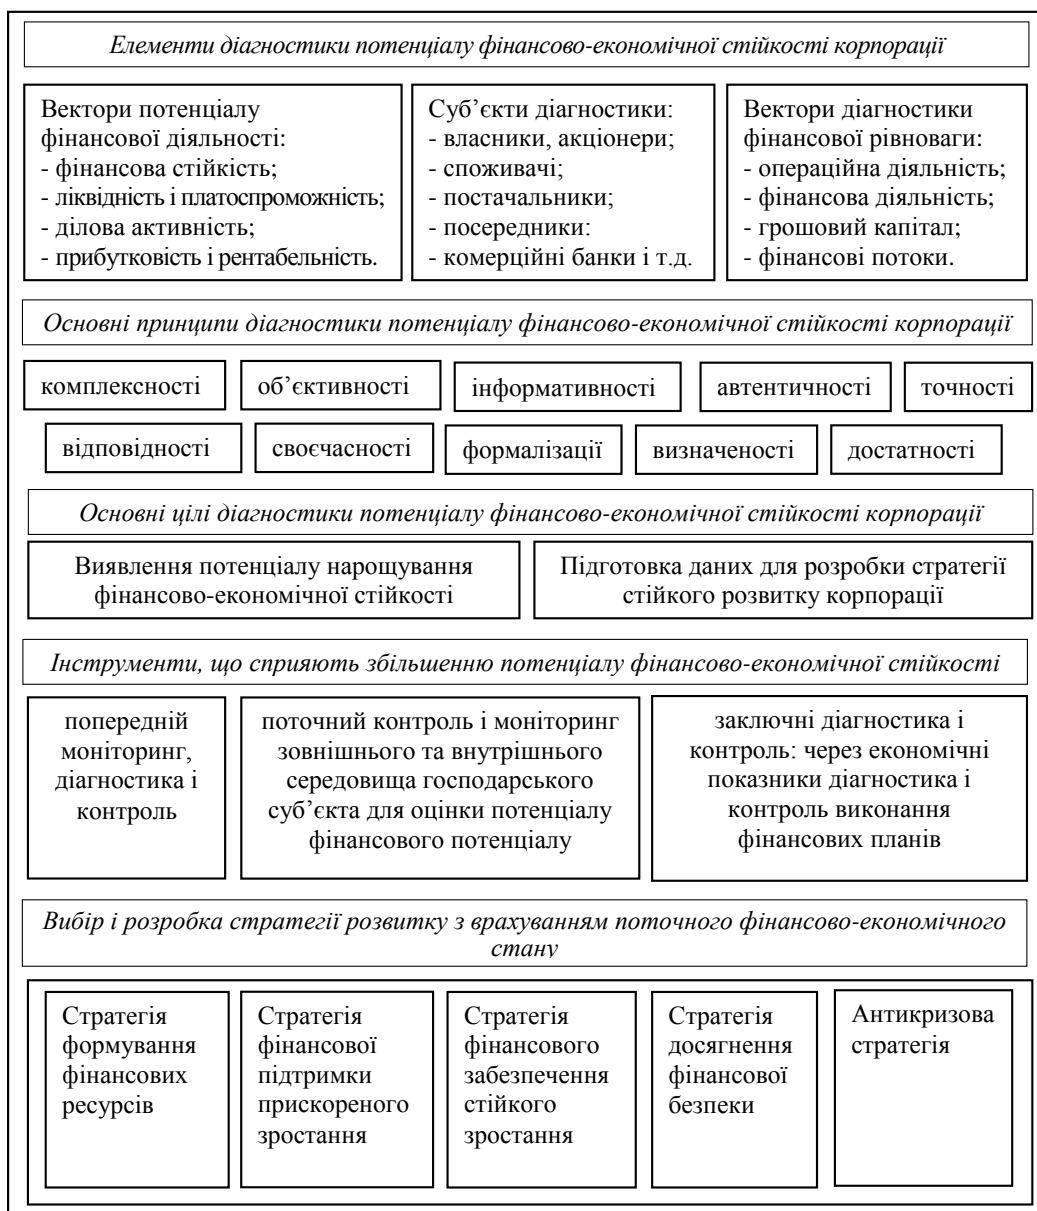 Елементи діагностики потенціалу фінансово-економічної стійкості корпорації
Вектори потенціалу
фінансової діяльності:
- фінансова стійкість;
- ліквідність і платоспроможність;
- ділова активність;
- прибутковість і рентабельність.
Суб’єкти діагностики:
- власники, акціонери;
- споживачі;
- постачальники;
- посередники:
- комерційні банки і т.д.
Вектори діагностики
фінансової рівноваги:
- операційна діяльність;
- фінансова діяльність;
- грошовий капітал;
- фінансові потоки.
Основні принципи діагностики потенціалу фінансово-економічної стійкості корпорації
комплексності
об’єктивності
інформативності
автентичності
точності
відповідності
своєчасності
формалізації
визначеності
достатності
Основні цілі діагностики потенціалу фінансово-економічної стійкості корпорації
Виявлення потенціалу нарощування
фінансово-економічної стійкості
Підготовка даних для розробки стратегії
стійкого розвитку корпорації
Інструменти, що сприяють збільшенню потенціалу фінансово-економічної стійкості
попередній
моніторинг,
діагностика і
контроль
поточний контроль і моніторинг
зовнішнього та внутрішнього
середовища господарського
суб’єкта для оцінки потенціалу
фінансового потенціалу
заключні діагностика і
контроль: через економічні
показники діагностика і
контроль виконання
фінансових планів
Вибір і розробка стратегії розвитку з врахуванням поточного фінансово-економічного
стану
Стратегія
формування
фінансових
ресурсів
Стратегія
фінансової
підтримки
прискореного
зростання
Стратегія
фінансового
забезпечення
стійкого
зростання
Стратегія
досягнення
фінансової
безпеки
Антикризова
стратегія